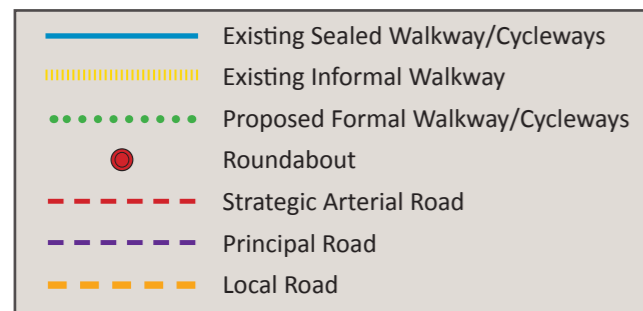 Existing Sealed Walkway/Cycleways
Existing Informal Walkway
Proposed Formal Walkway/Cycleways
Roundabout
Strategic Arterial Road
Principal Road
Local Road